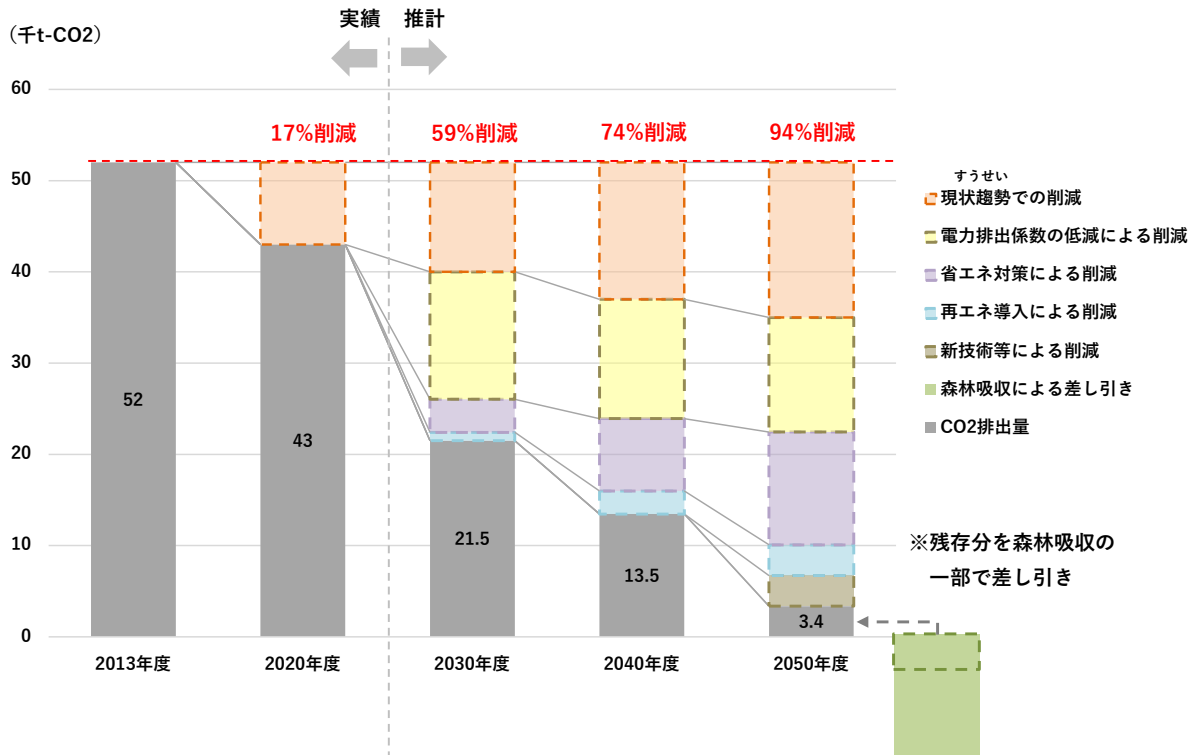 実績 推計
（千t-CO2）
60
50
40
30
20
10
0
17%削減
59%削減
74%削減
94%削減
52
43
21.5
13.5
3.4
2013年度
2020年度
2030年度
2040年度
2050年度
すうせい
現状趨勢での削減
電力排出係数の低減による削減
省エネ対策による削減
再エネ導入による削減
新技術等による削減
森林吸収による差し引き
CO2排出量
※残存分を森林吸収の
一部で差し引き